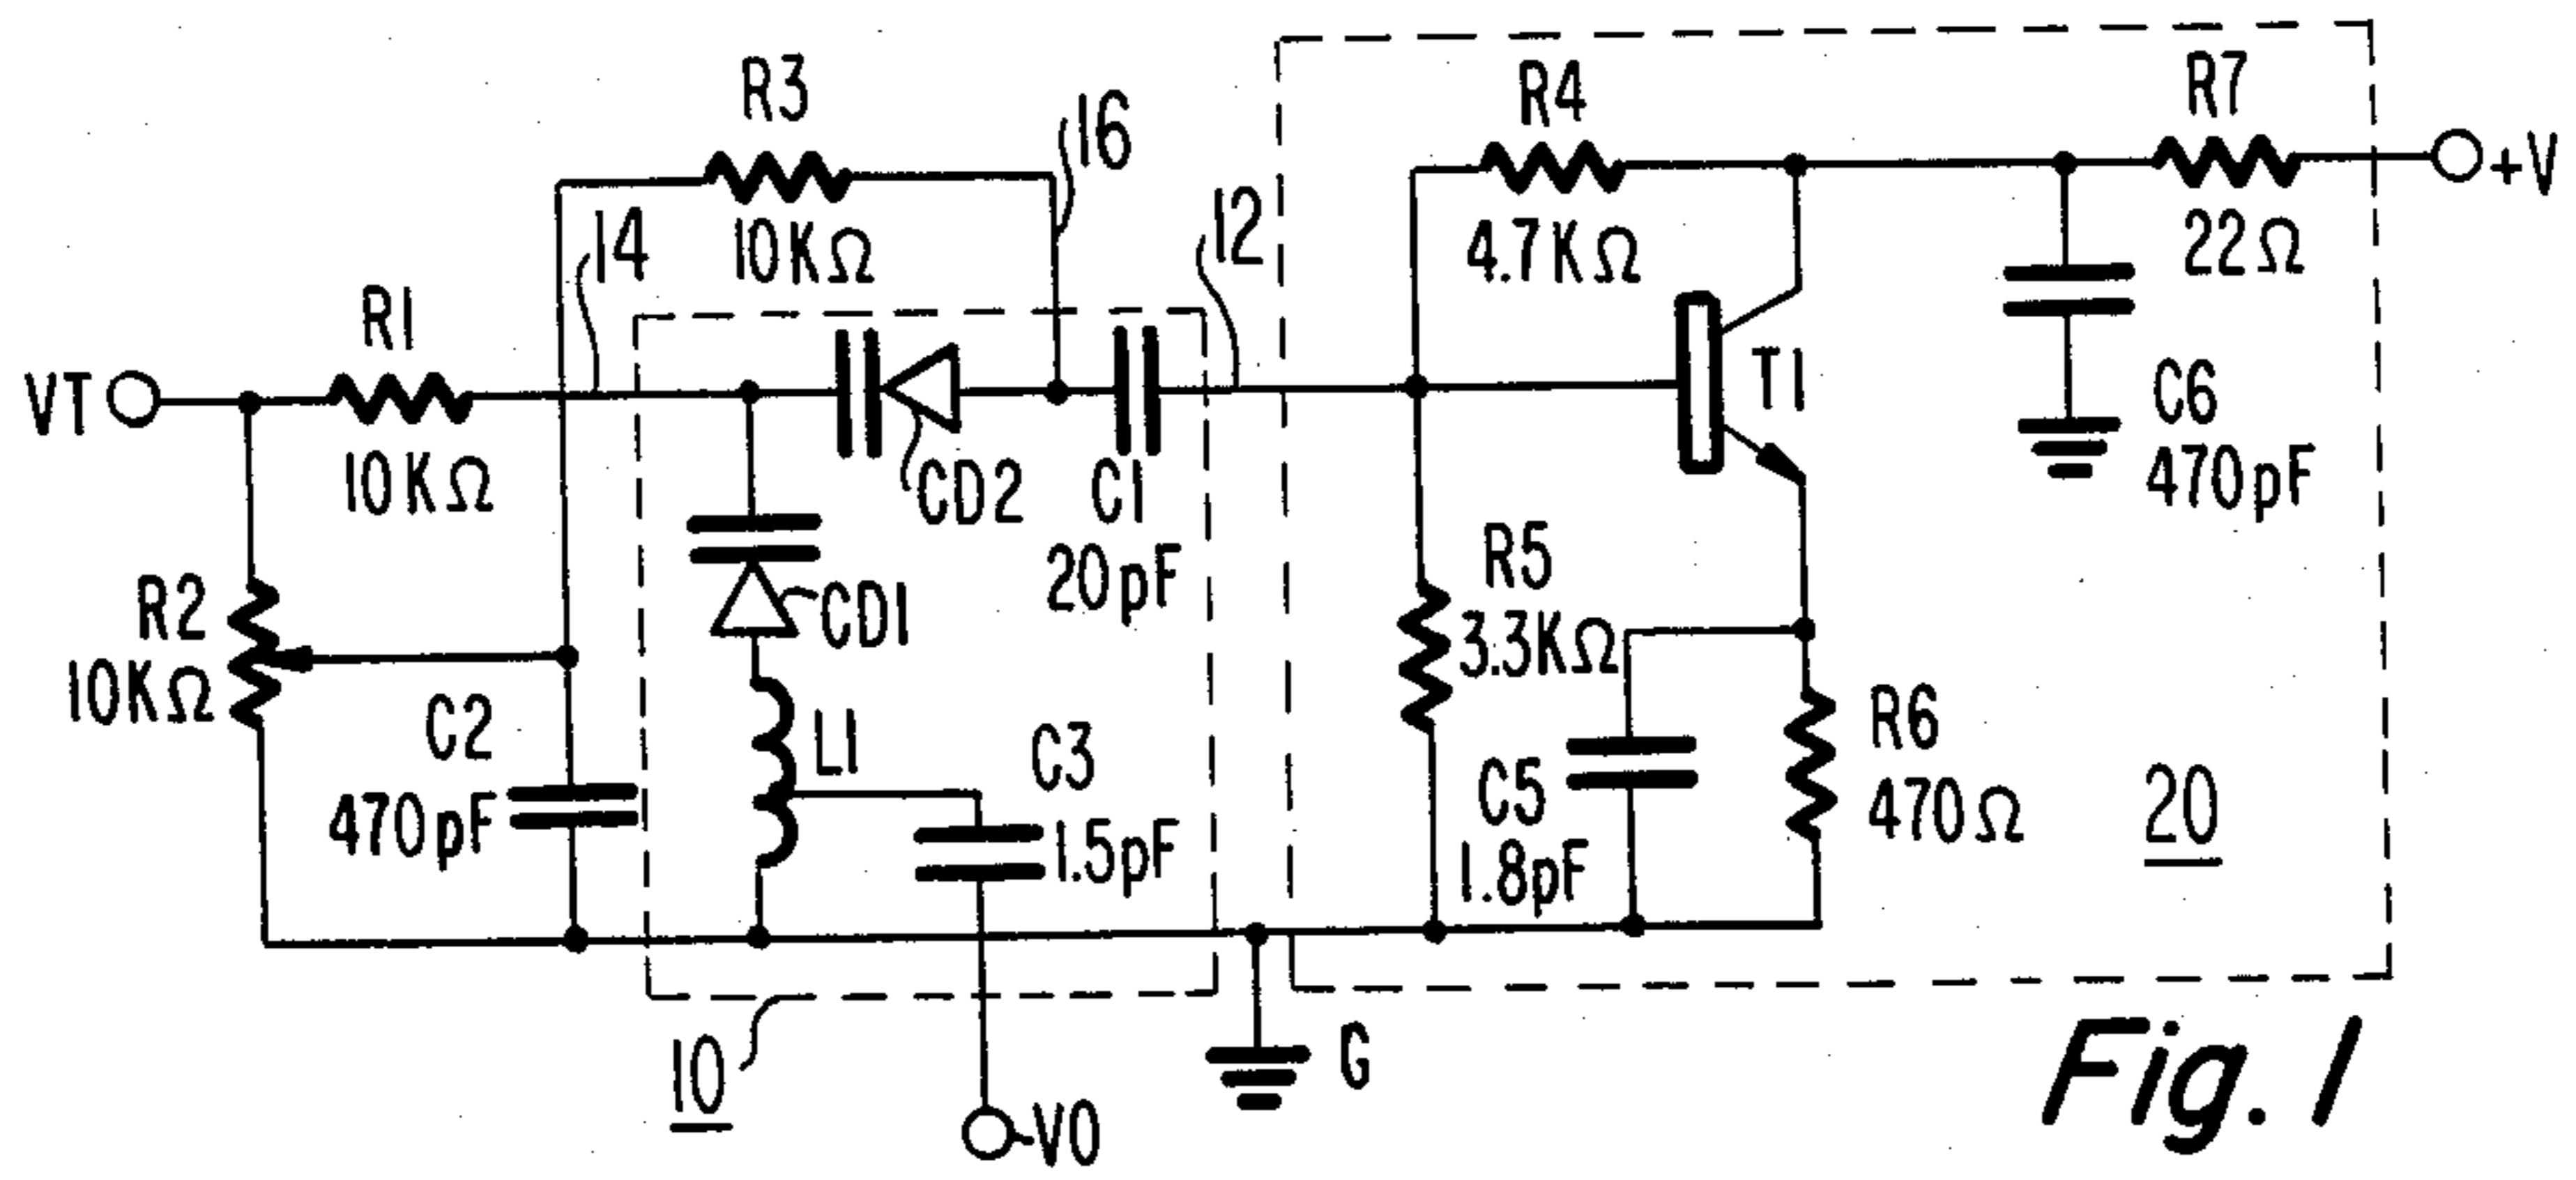 R3
10KΩ
16
14
12
R1
10KΩ
VT
R2
10KΩ
C2
470pF
CD2
C1
20pF
CD1
L1
C3
1.5pF
10
VO
G
R4
4.7KΩ
R7
22Ω
+V
T1
C6
470pF
R5
3.3KΩ
C5
1.8pF
R6
470Ω
20
Fig. 1